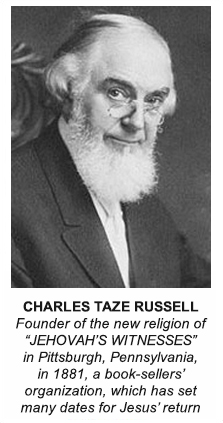 CHARLES TAZE RUSSELL
Founder of the new religion of
“JEHOVAH’S WITNESSES”
in Pittsburgh, Pennsylvania,
in 1881, a book-sellers’
organization, which has set
many dates for Jesus’ return